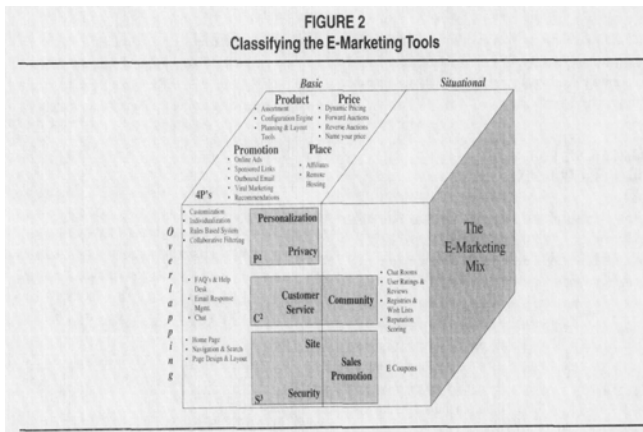 FIGURE 2
Classifying the E-Marketing Tools
Basic
Situational
Product
• Assortment
• Configuration Engine
• Planning & Layout
Tools
Price
• Dynamic Pricing
• Forward Auctions
• Reverse Auctions
• Name your price
Promotion
• Online Ads
• Sponsored Links
• Outbound Email
• Viral Marketing
• Recommendations
Place
• Affiliates
• Remote
Hosting
4P's
Overlapping
• Customization
• Individualization
• Rules Based System
• Collaborative Filtering
Personalization
P²
Privacy
• FAQ's & Help
Desk
• Email Response
Mgmt.
• Chat
Customer
Service
C²
Community
• Chat Rooms
• User Ratings &
Reviews
• Registries &
Wish Lists
• Reputation
Scoring
• Home Page
• Navigation & Search
• Page Design & Layout
Site
Security
S³
Sales
Promotion
E Coupons
The
E-Marketing
Mix